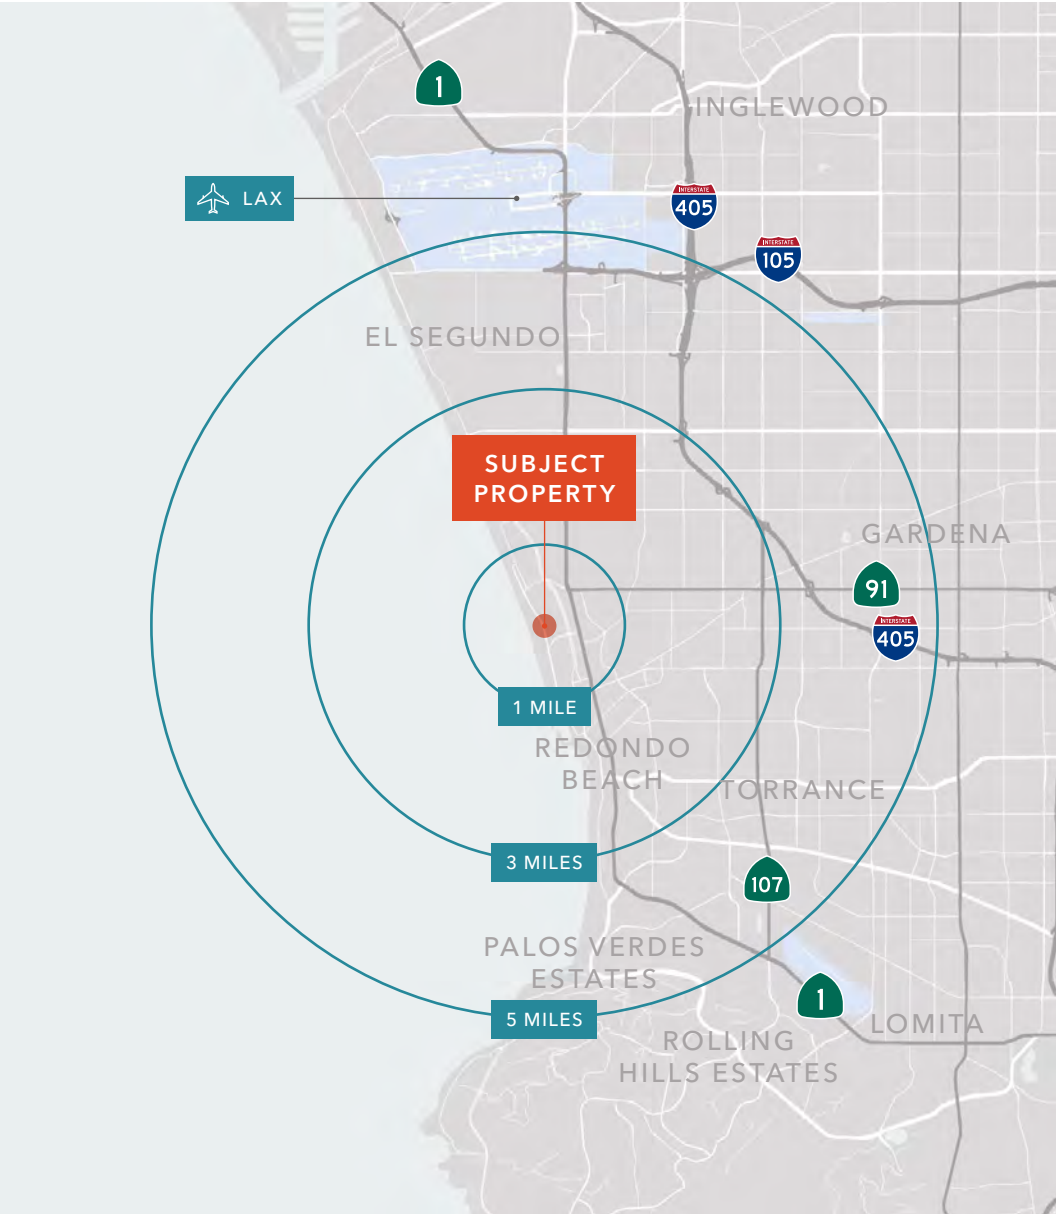 1
INGLEWOOD
LAX
INTERSTATE
405
INTERSTATE
105
EL SEGUNDO
SUBJECT
PROPERTY
GARDENA
91
INTERSTATE
405
1 MILE
REDONDO
BEACH
TORRANCE
3 MILES
107
PALOS VERDES
ESTATES
1
5 MILES
LOMITA
ROLLING
HILLS ESTATES